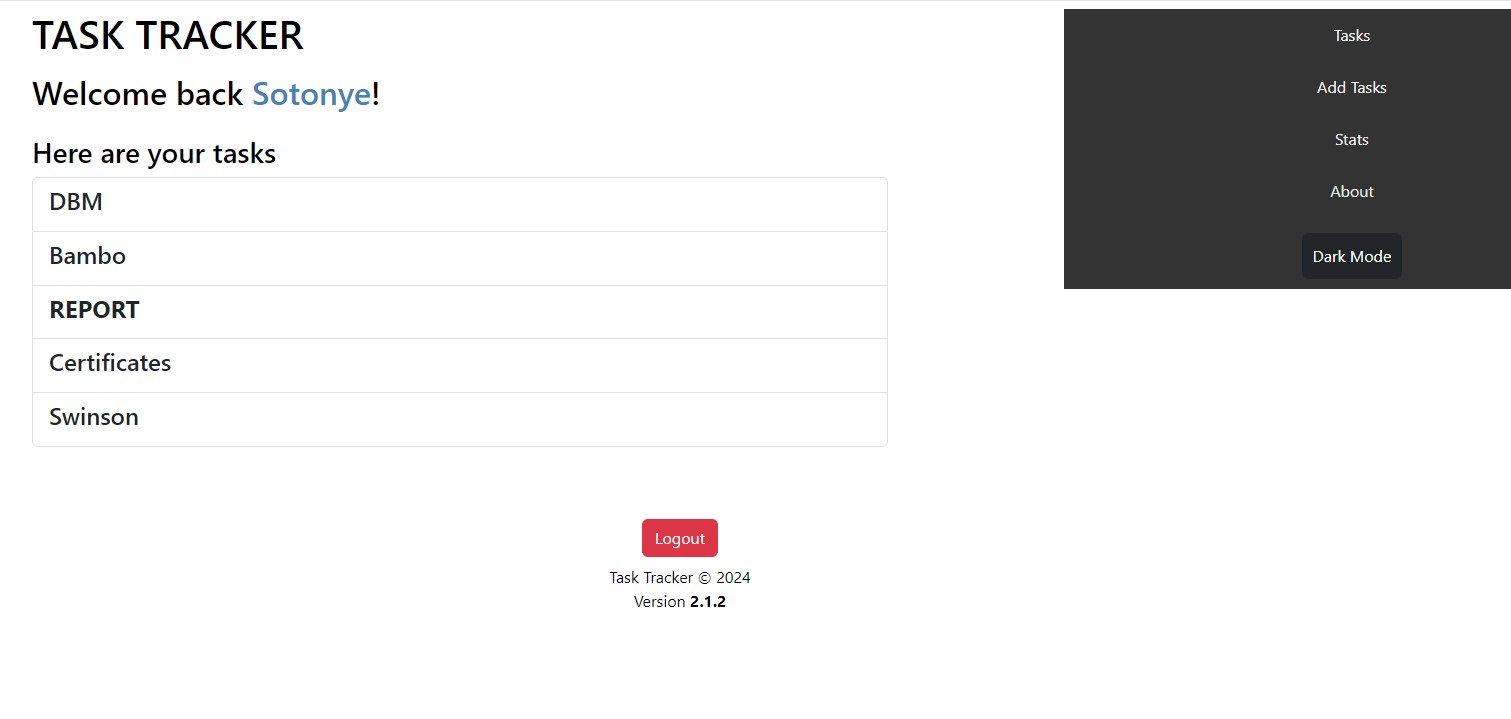 TASK TRACKER
Welcome back Sotonye!
Here are your tasks
DBM
Bambo
REPORT
Certificates
Swinson
Tasks
Add Tasks
Stats
About
Dark Mode
Logout
Task Tracker © 2024
Version 2.1.2